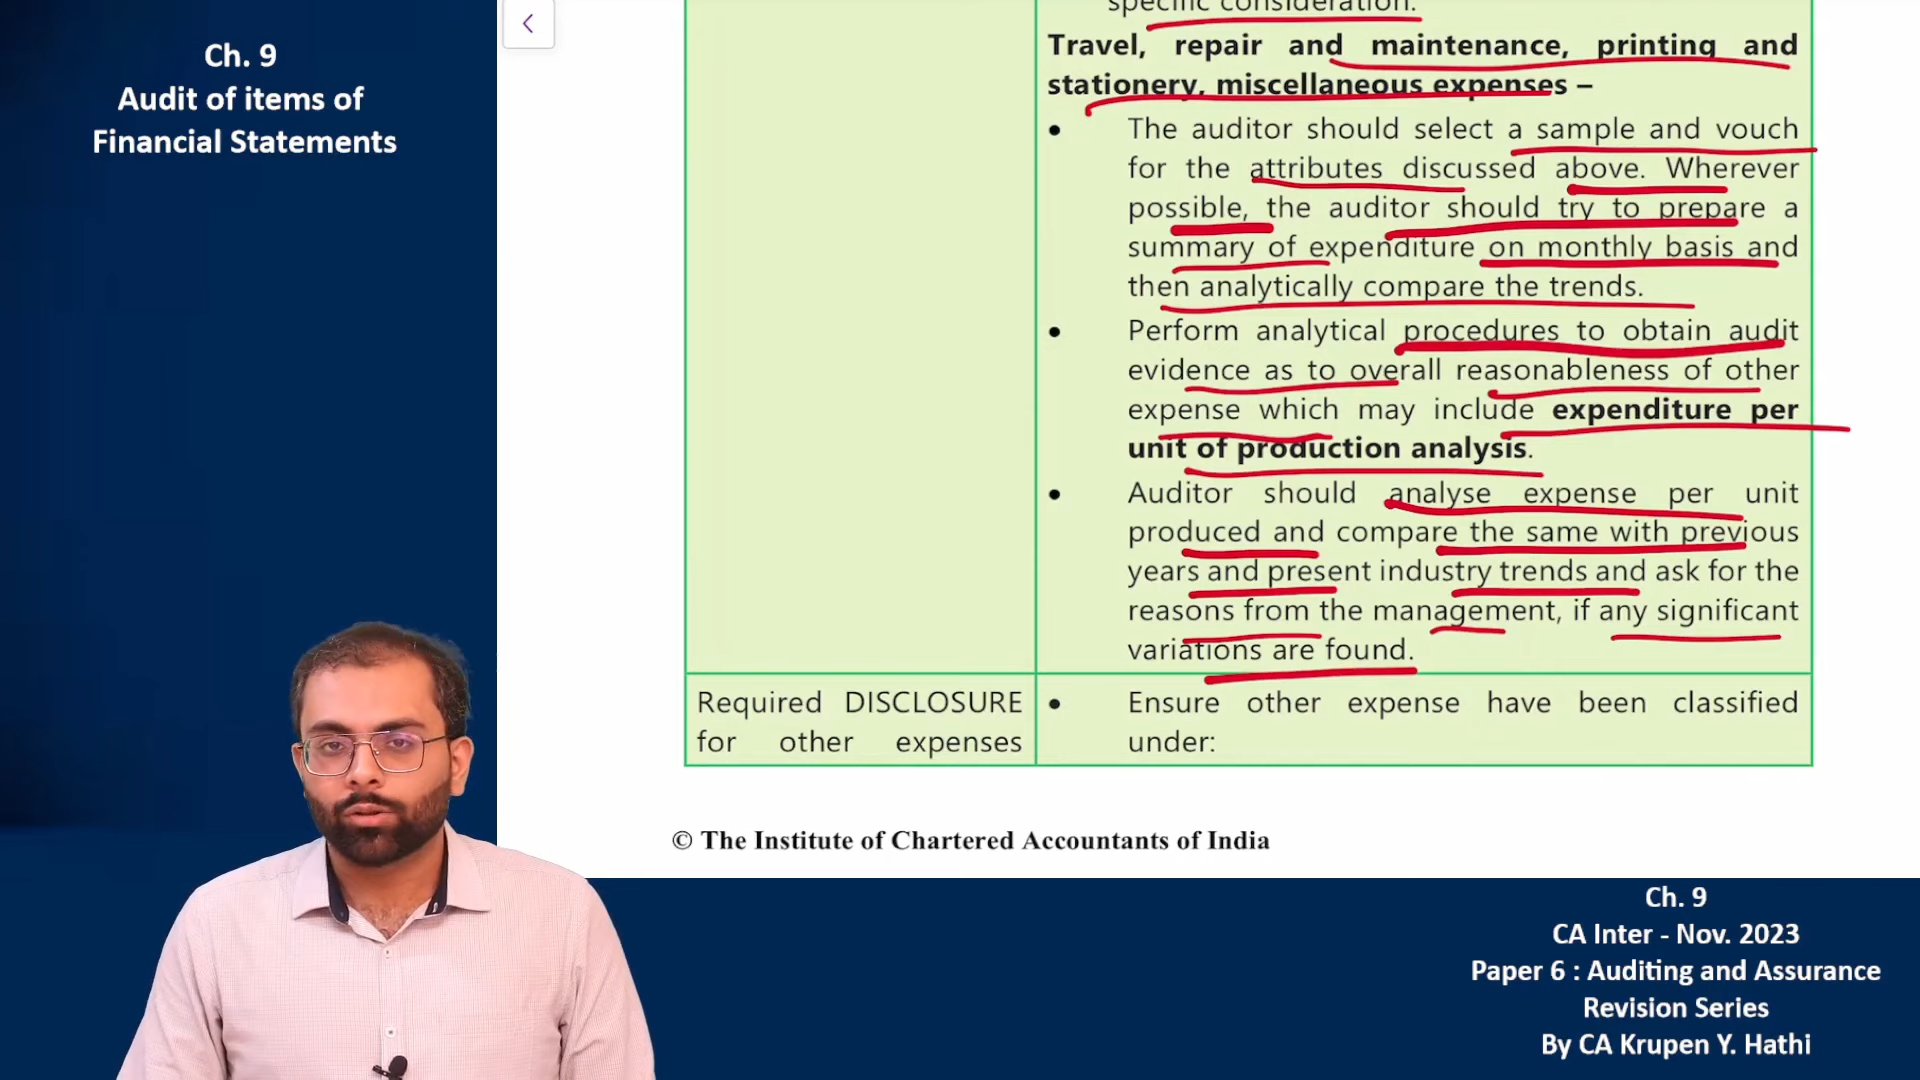 Ch. 9
Audit of items of
Financial Statements
specific consideration.
Travel, repair and maintenance, printing and
stationery, miscellaneous expenses –
• The auditor should select a sample and vouch
for the attributes discussed above. Wherever
possible, the auditor should try to prepare a
summary of expenditure on monthly basis and
then analytically compare the trends.
• Perform analytical procedures to obtain audit
evidence as to overall reasonableness of other
expense which may include expenditure per
unit of production analysis.
• Auditor should analyse expense per unit
produced and compare the same with previous
years and present industry trends and ask for the
reasons from the management, if any significant
variations are found.
Required DISCLOSURE
for other expenses
• Ensure other expense have been classified
under:
© The Institute of Chartered Accountants of India
Ch. 9
CA Inter - Nov. 2023
Paper 6 : Auditing and Assurance
Revision Series
By CA Krupen Y. Hathi